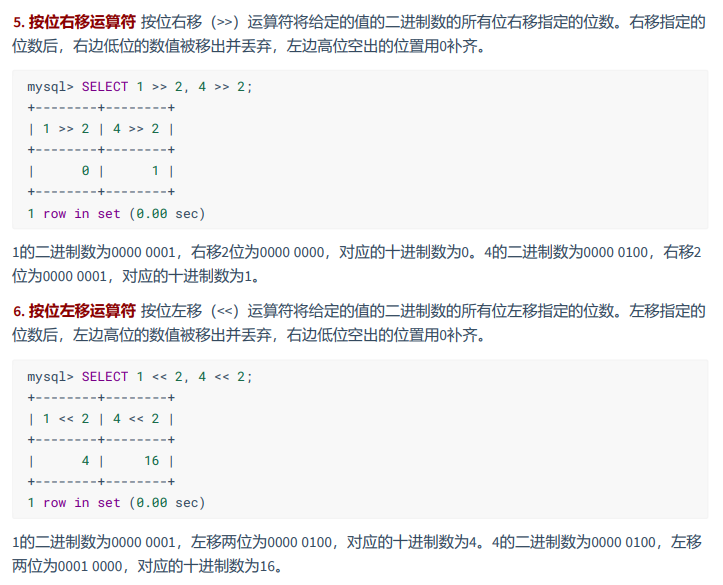 5. 按位右移运算符 按位右移（>>）运算符将给定的值的二进制数的所有位右移指定的位数。右移指定的
位数后，右边低位的数值被移出并丢弃，左边高位空出的位置用0补齐。
mysql> SELECT 1 >> 2, 4 >> 2;
+--------+--------+
| 1 >> 2 | 4 >> 2 |
+--------+--------+
|      0 |      1 |
+--------+--------+
1 row in set (0.00 sec)
1的二进制数为0000 0001，右移2位为0000 0000，对应的十进制数为0。4的二进制数为0000 0100，右移2
位为0000 0001，对应的十进制数为1。
6. 按位左移运算符 按位左移（<<）运算符将给定的值的二进制数的所有位左移指定的位数。左移指定的
位数后，左边高位的数值被移出并丢弃，右边低位空出的位置用0补齐。
mysql> SELECT 1 << 2, 4 << 2;
+--------+--------+
| 1 << 2 | 4 << 2 |
+--------+--------+
|      4 |     16 |
+--------+--------+
1 row in set (0.00 sec)
1的二进制数为0000 0001，左移两位为0000 0100，对应的十进制数为4。4的二进制数为0000 0100，左移
两位为0001 0000，对应的十进制数为16。